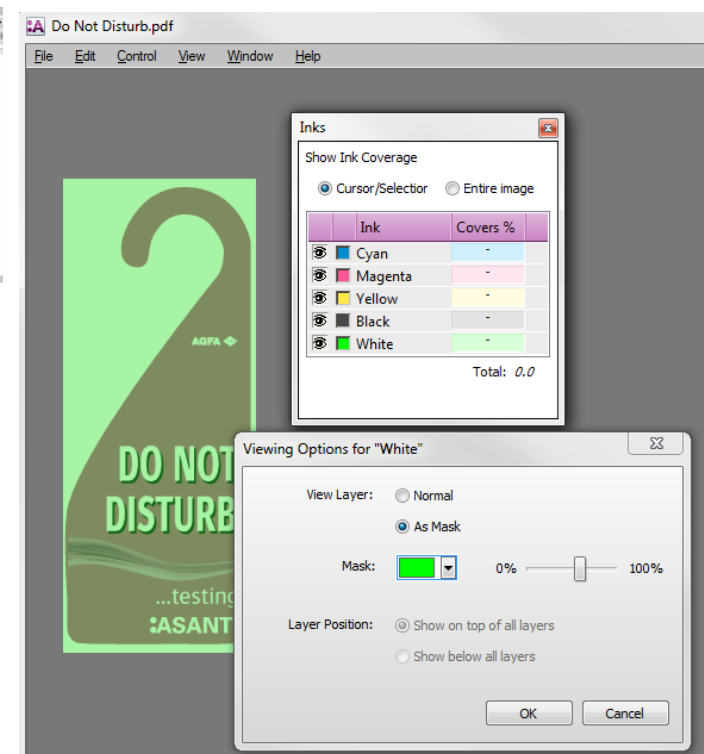 :A Do Not Disturb.pdf
File Edit Control View Window Help
Inks
Show Ink Coverage
Cursor/Selectior Entire image
Ink Covers %
Cyan -
Magenta -
Yellow -
Black -
White -
Total: 0.0
AGFA
DO NOT
DISTURB
...testing
:ASANT
Viewing Options for "White"
View Layer: Normal
As Mask
Mask: 0% 100%
Layer Position: Show on top of all layers
Show below all layers
OK Cancel